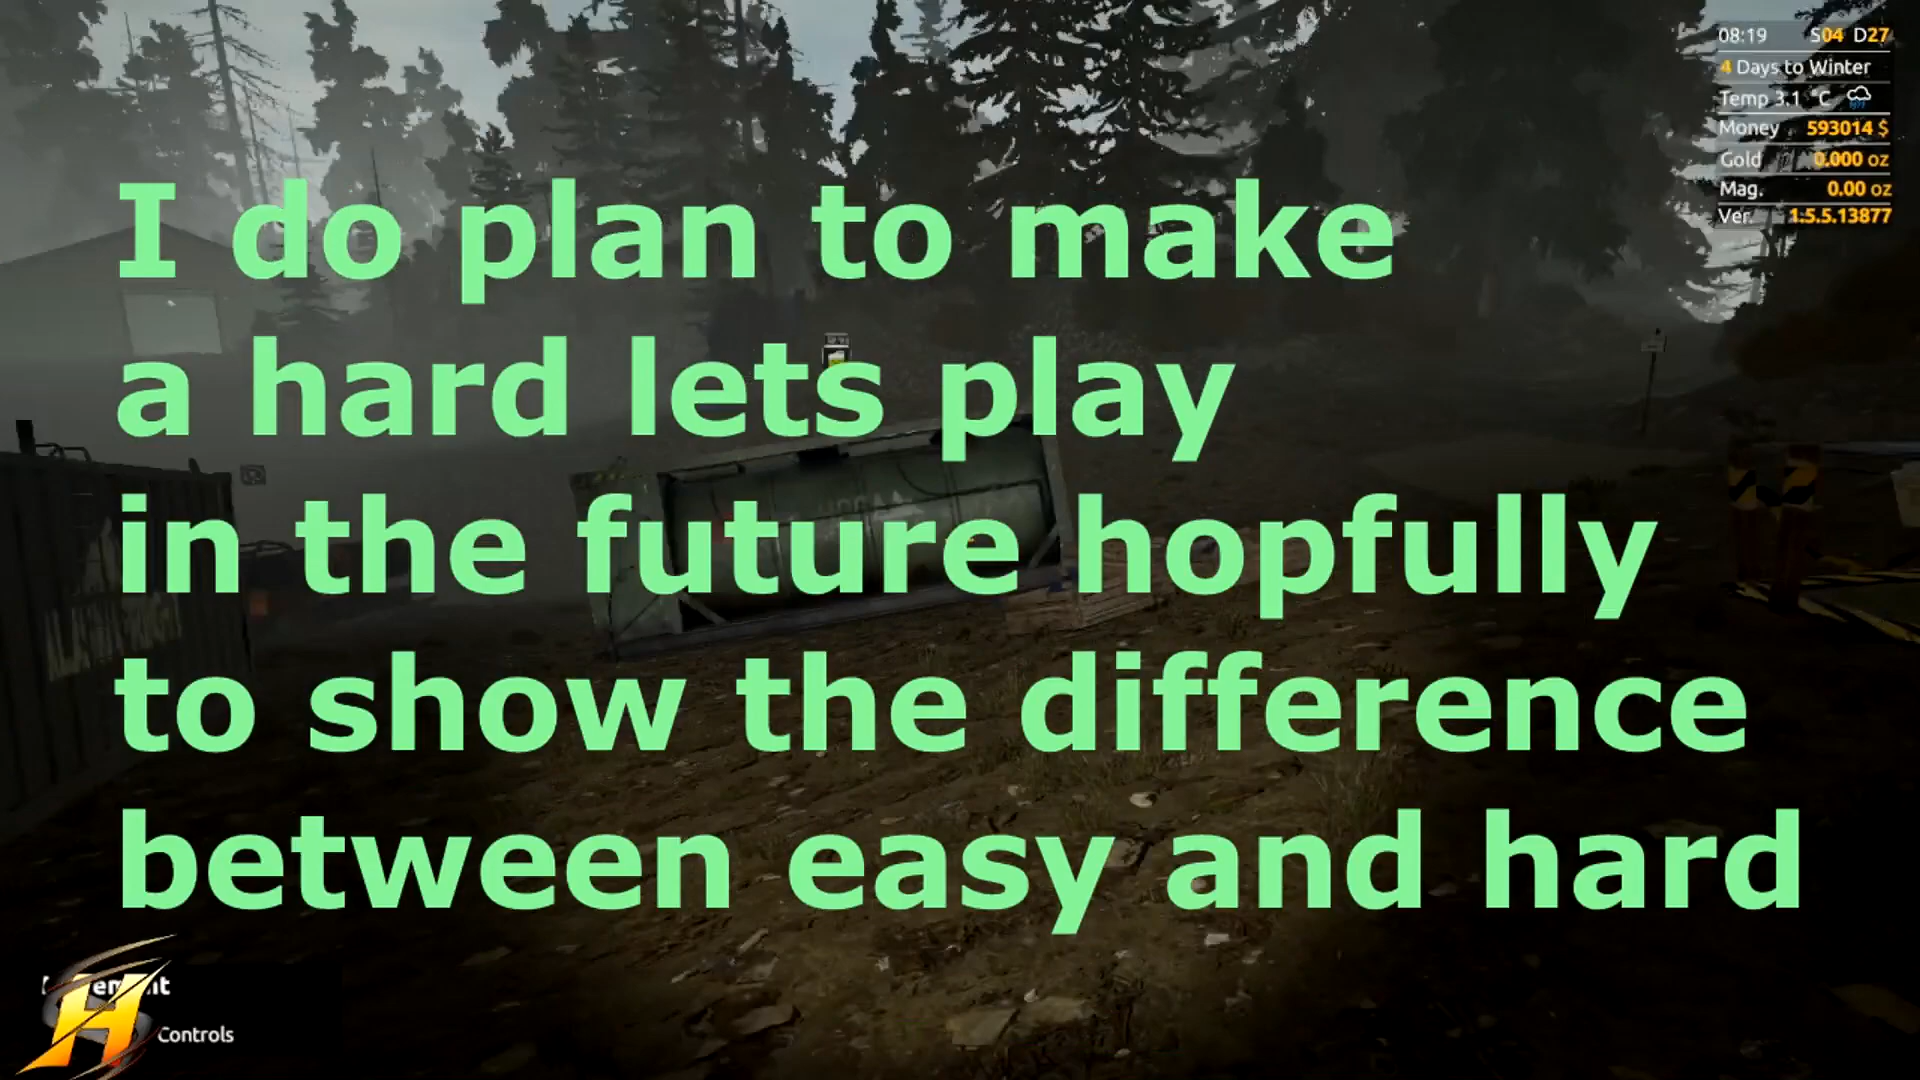 08:19 S04 D27
4 Days to Winter
Temp 3.1 °C
Money 593014 $
Gold 0.000 oz
Mag. 0.00 oz
Ver. 1.5.5.13877
I do plan to make
a hard lets play
in the future hopfully
to show the difference
between easy and hard
H
Controls